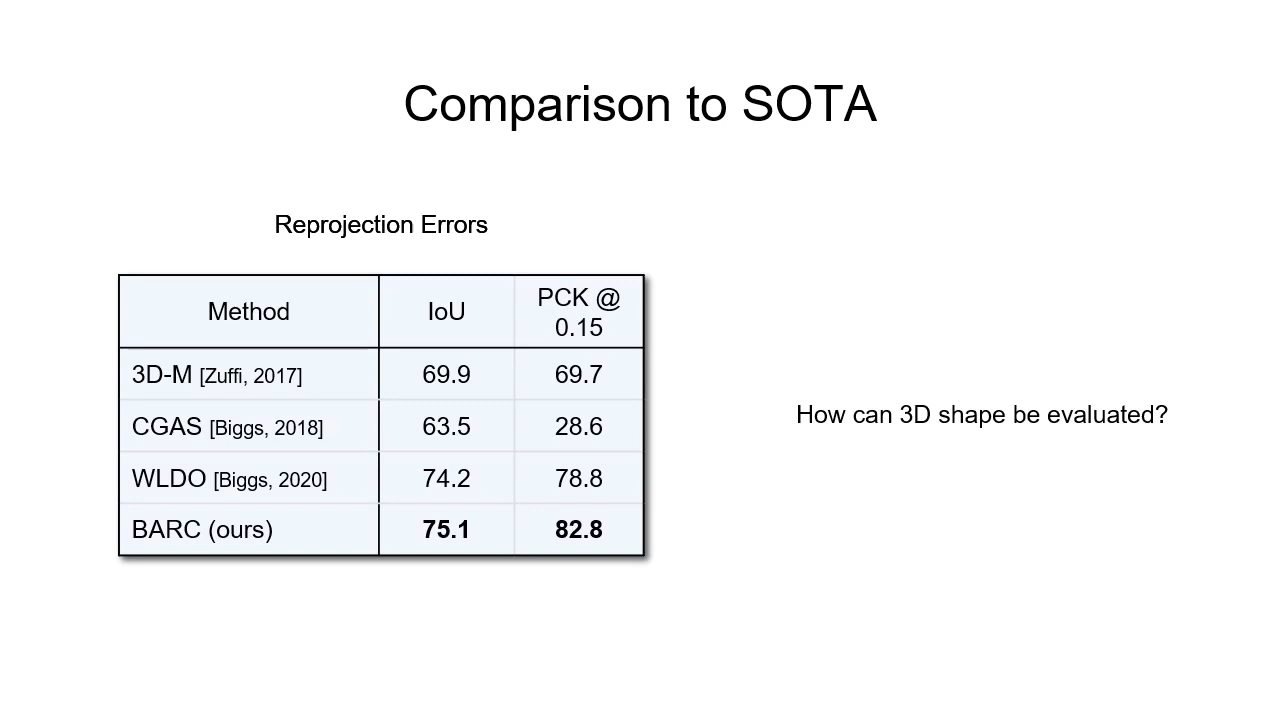 Comparison to SOTA
Reprojection Errors
Method IoU PCK @
0.15
3D-M [Zuffi, 2017] 69.9 69.7
CGAS [Biggs, 2018] 63.5 28.6
WLDO [Biggs, 2020] 74.2 78.8
BARC (ours) 75.1 82.8
How can 3D shape be evaluated?